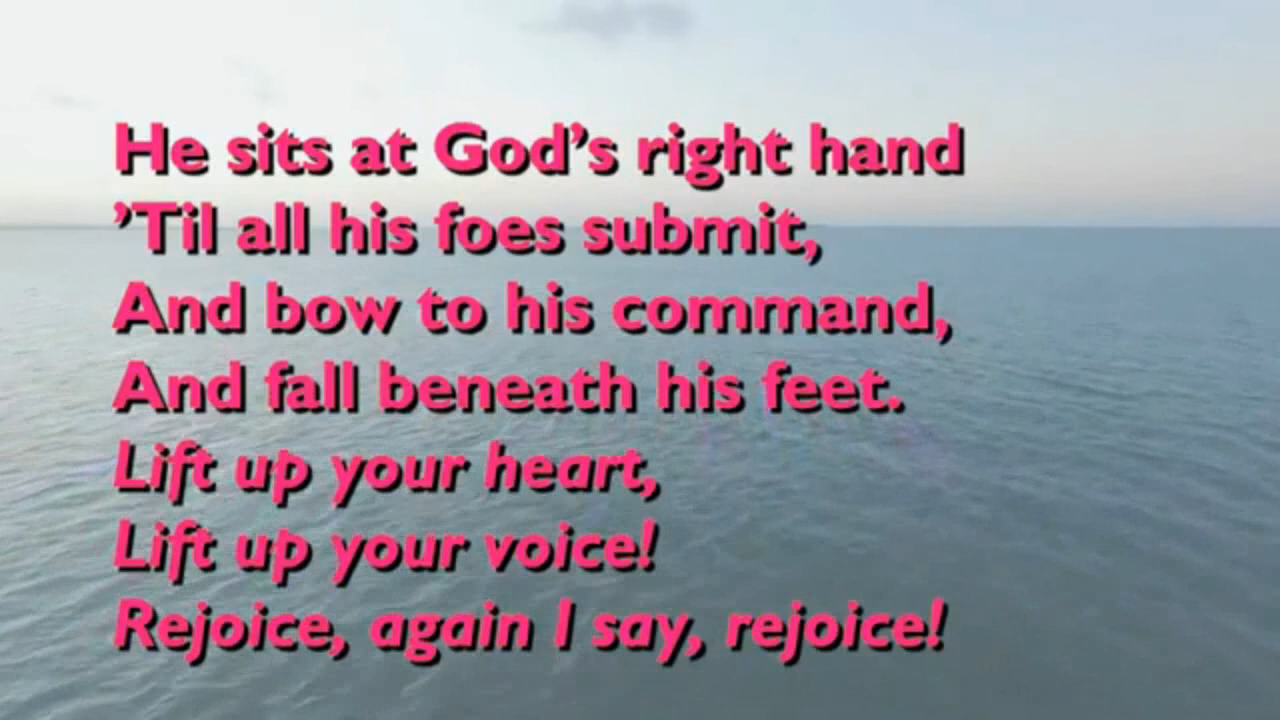 He sits at God’s right hand
’Til all his foes submit,
And bow to his command,
And fall beneath his feet.
Lift up your heart,
Lift up your voice!
Rejoice, again I say, rejoice!